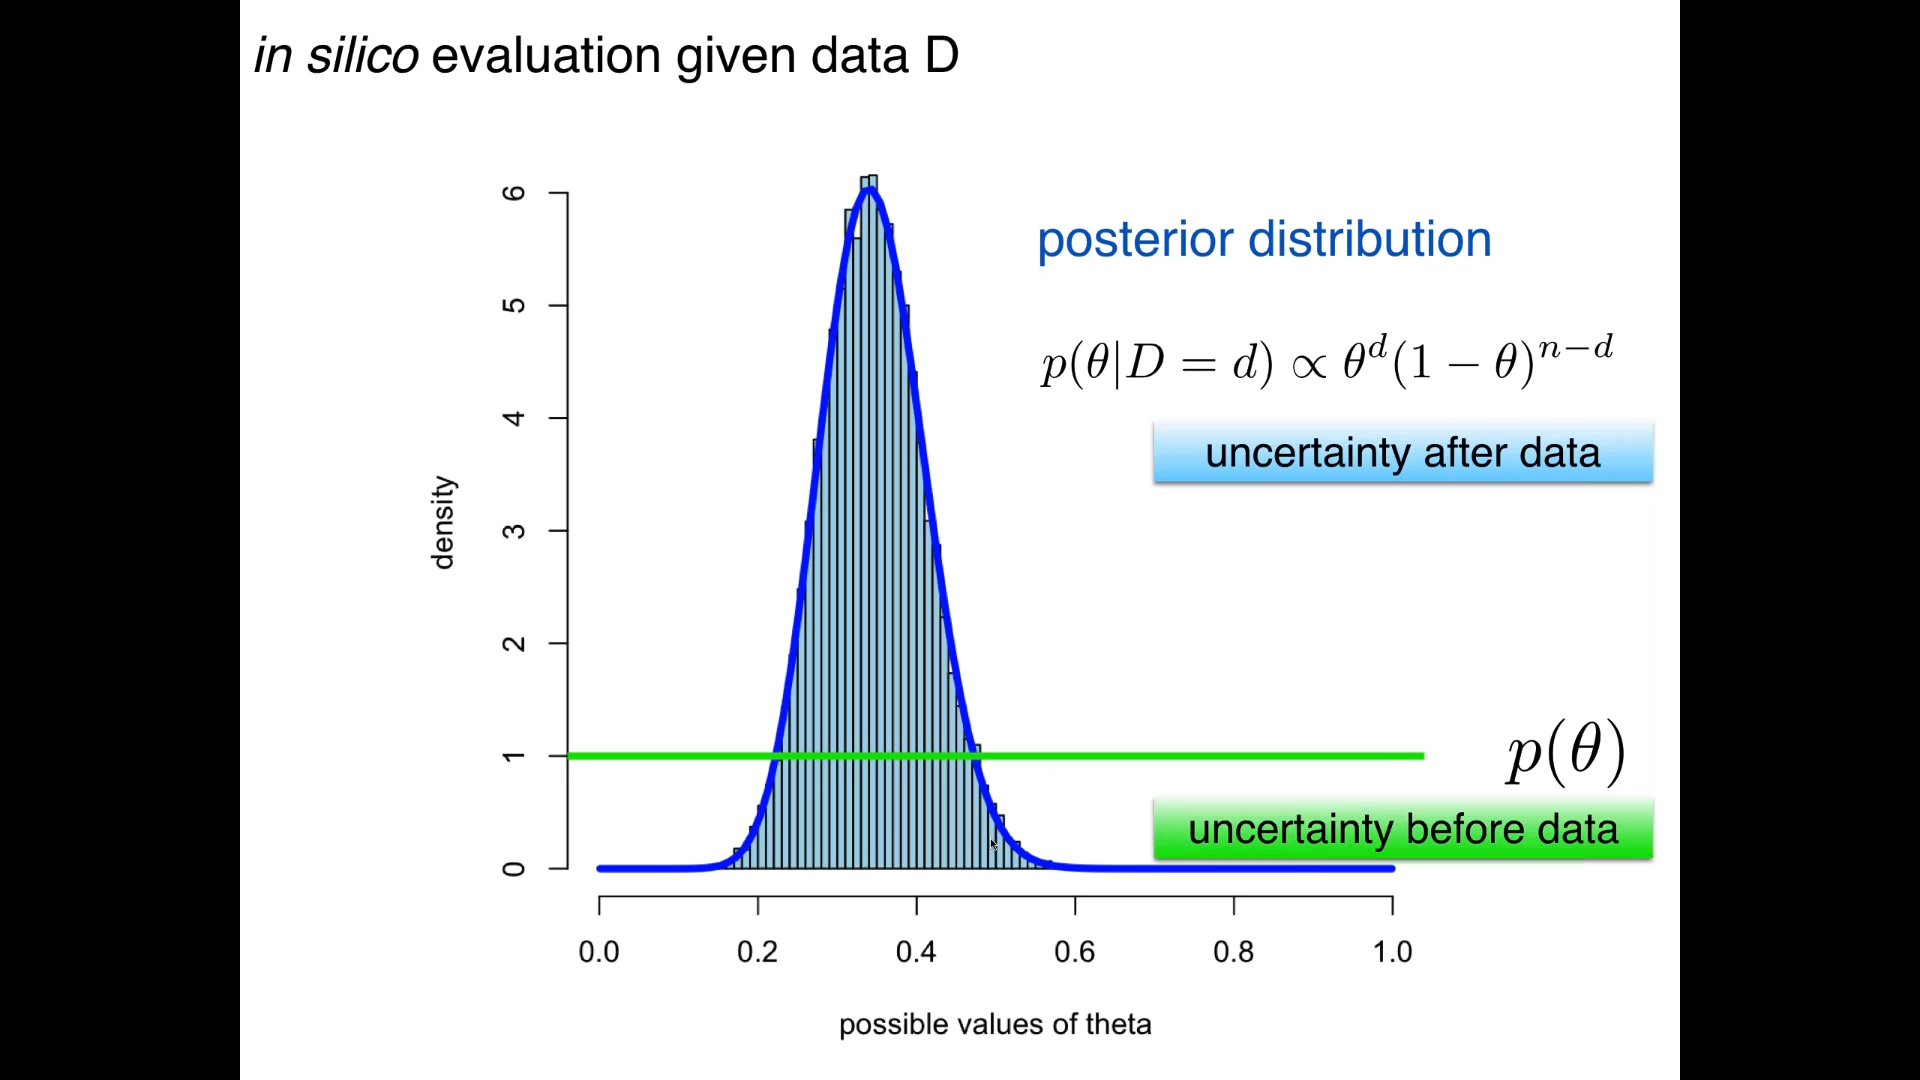 in silico evaluation given data D
posterior distribution
p(θ|D = d) ∝ θ^d(1 − θ)^{n−d}
uncertainty after data
p(θ)
uncertainty before data
density
6
5
4
3
2
1
0
0.0 0.2 0.4 0.6 0.8 1.0
possible values of theta